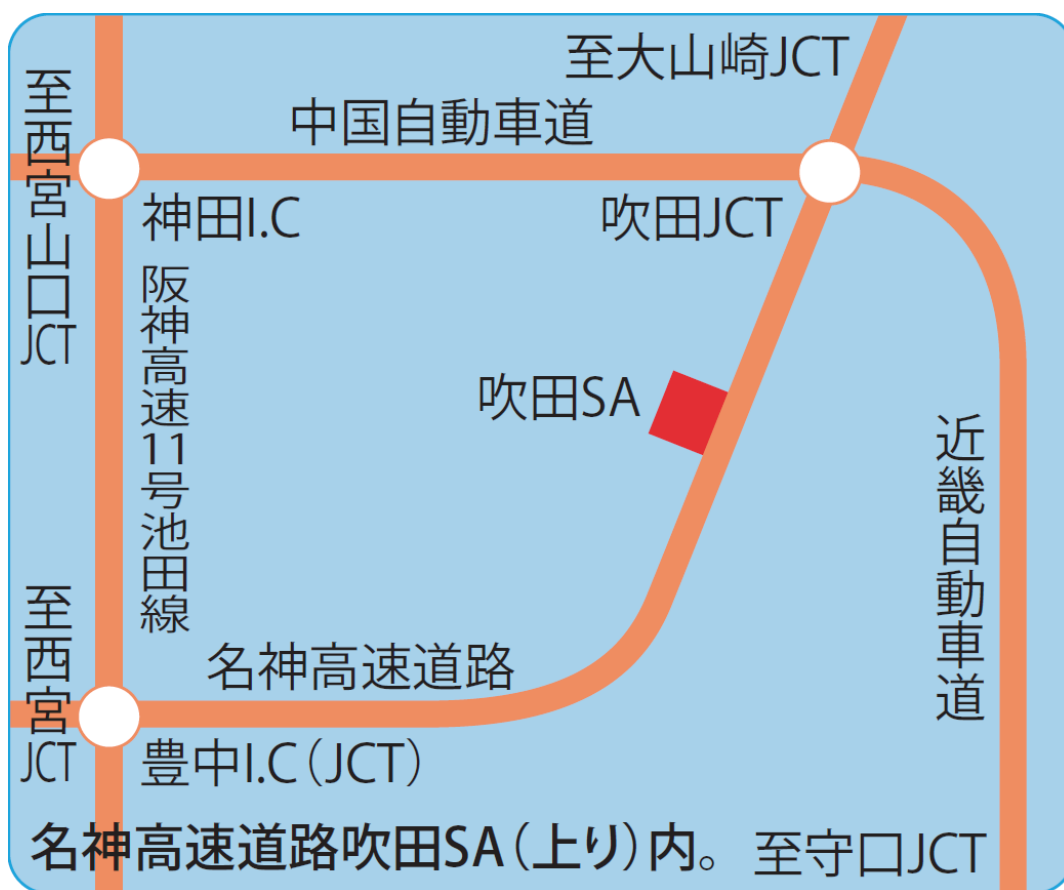 至大山崎JCT
中国自動車道
至西宮山口JCT
神田I.C
吹田JCT
阪神高速11号池田線
吹田SA
近畿自動車道
至西宮JCT
名神高速道路
豊中I.C(JCT)
名神高速道路吹田SA(上り)内。
至守口JCT